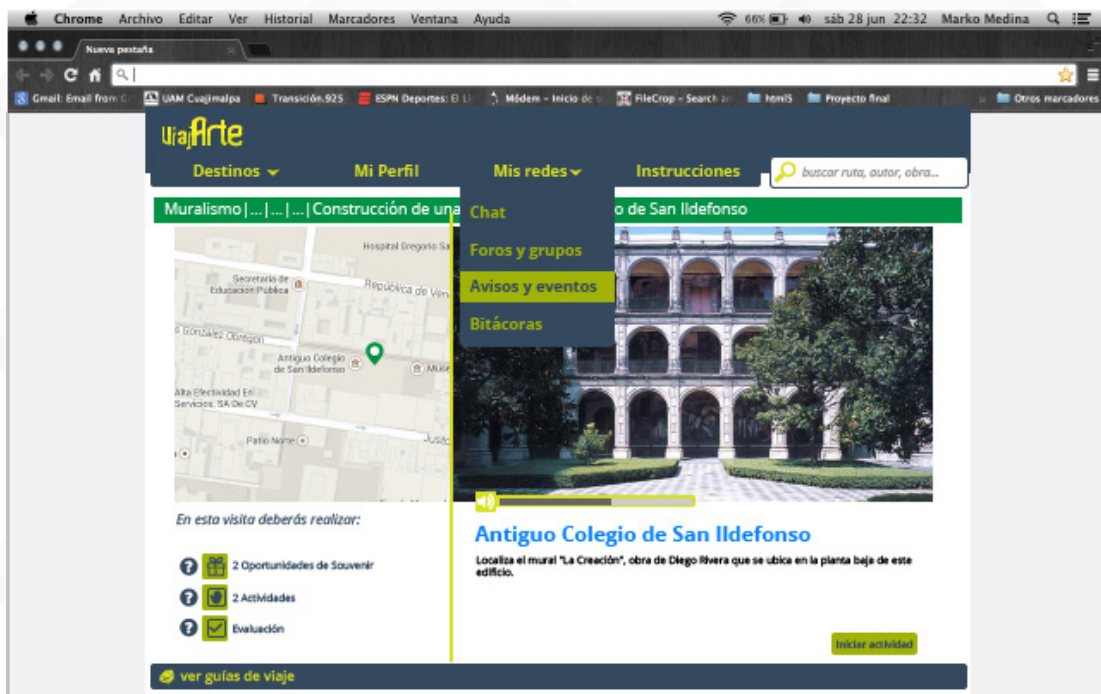 Chrome Archivo Editar Ver Historial Marcadores Ventana Ayuda 66% sáb 28 jun 22:32 Marko Medina
Nueva pestaña
Gmail: Email from G UAM Cuajimalpa Transición.925 ESPN Deportes: El Li Módem – Inicio de s FileCrop – Search an html5 Proyecto final » Otros marcadores
ViajArte
Destinos Mi Perfil Mis redes Instrucciones buscar ruta, autor, obra...
Muralismo|...|...|...|Construcción de una o de San Ildefonso
Chat
Foros y grupos
Avisos y eventos
Bitácoras
Hospital Gregorio Sa
Secretaría de
Educación Pública
República de Ven
González Obregón
Antiguo Colegio
de San Ildefonso
Muse
Alta Efectividad En
Servicios, SA De CV
Patio Norte
Justo
En esta visita deberás realizar:
2 Oportunidades de Souvenir
2 Actividades
Evaluación
Antiguo Colegio de San Ildefonso
Localiza el mural "La Creación", obra de Diego Rivera que se ubica en la planta baja de este
edificio.
Iniciar actividad
ver guías de viaje